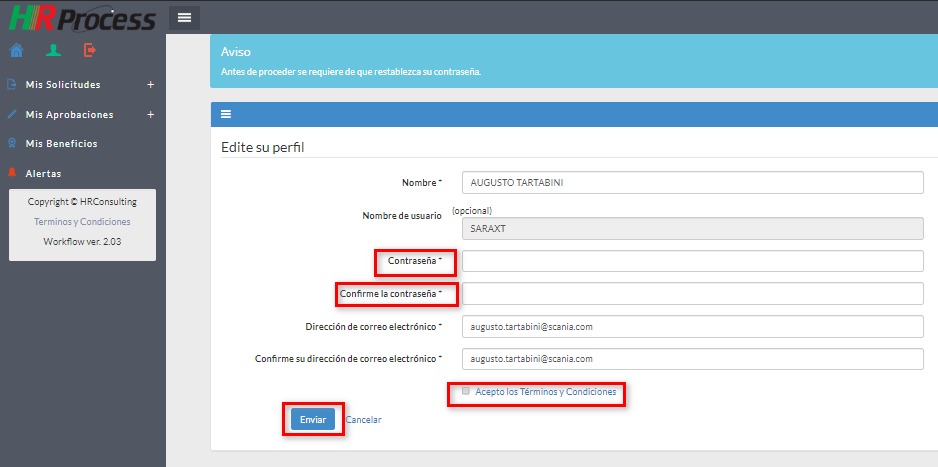 HRProcess
Aviso
Antes de proceder se requiere de que restablezca su contraseña.
Mis Solicitudes +
Mis Aprobaciones +
Mis Beneficios
Alertas
Copyright © HRConsulting
Terminos y Condiciones
Workflow ver. 2.03
Edite su perfil
Nombre * AUGUSTO TARTABINI
Nombre de usuario (opcional)
SARAXT
Contraseña *
Confirme la contraseña *
Dirección de correo electrónico * augusto.tartabini@scania.com
Confirme su dirección de correo electrónico * augusto.tartabini@scania.com
Acepto los Términos y Condiciones
Enviar Cancelar